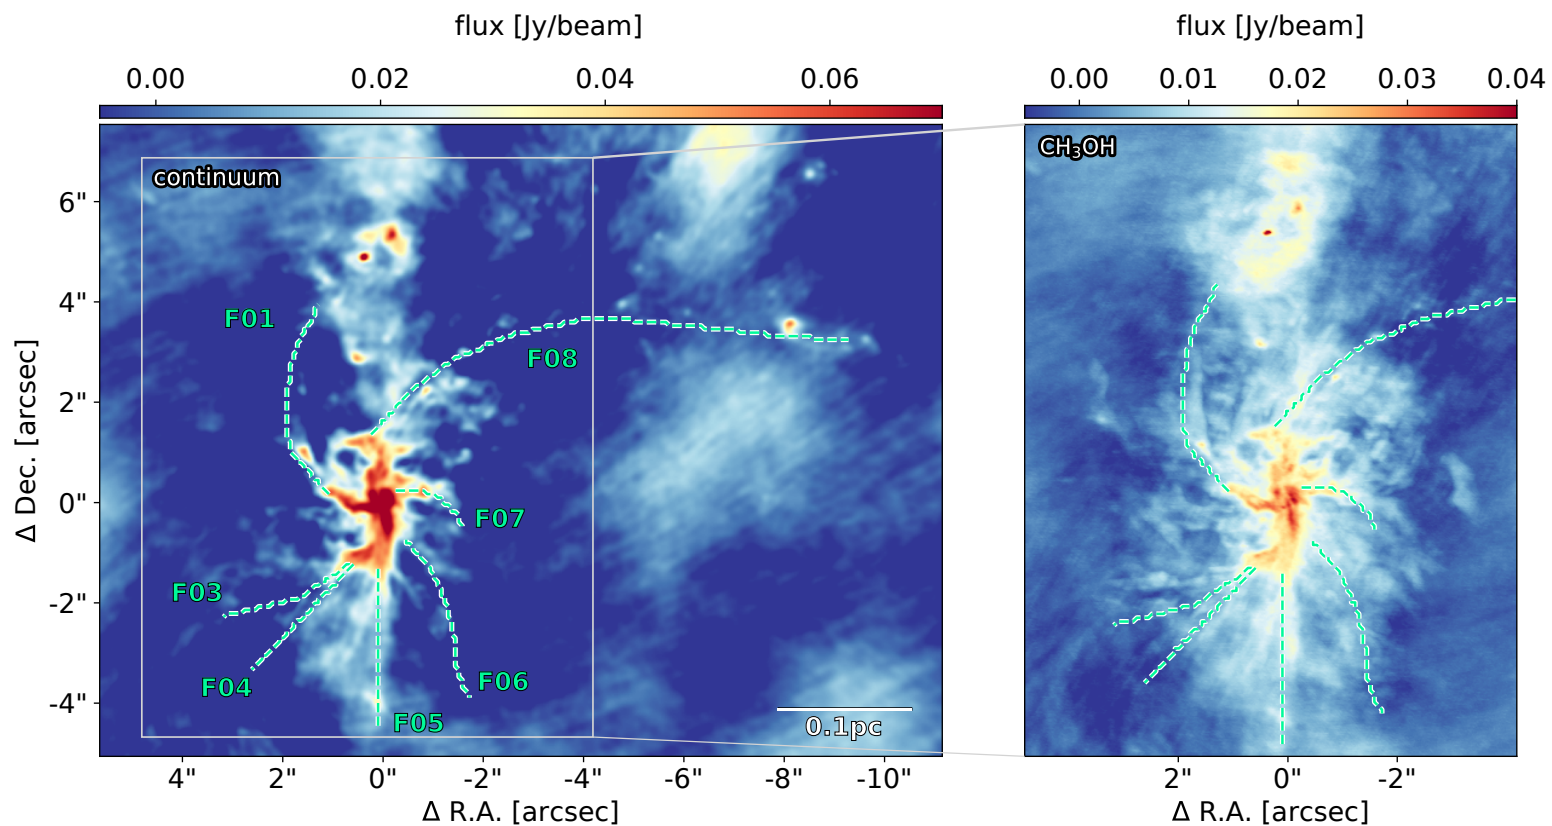 flux [Jy/beam]
0.00 0.02 0.04 0.06
continuum
F01
F08
F07
F03
F04
F06
F05
0.1pc
6"
4"
2"
0"
-2"
-4"
Δ Dec. [arcsec]
4" 2" 0" -2" -4" -6" -8" -10"
Δ R.A. [arcsec]
flux [Jy/beam]
0.00 0.01 0.02 0.03 0.04
CH₃OH
2" 0" -2"
Δ R.A. [arcsec]